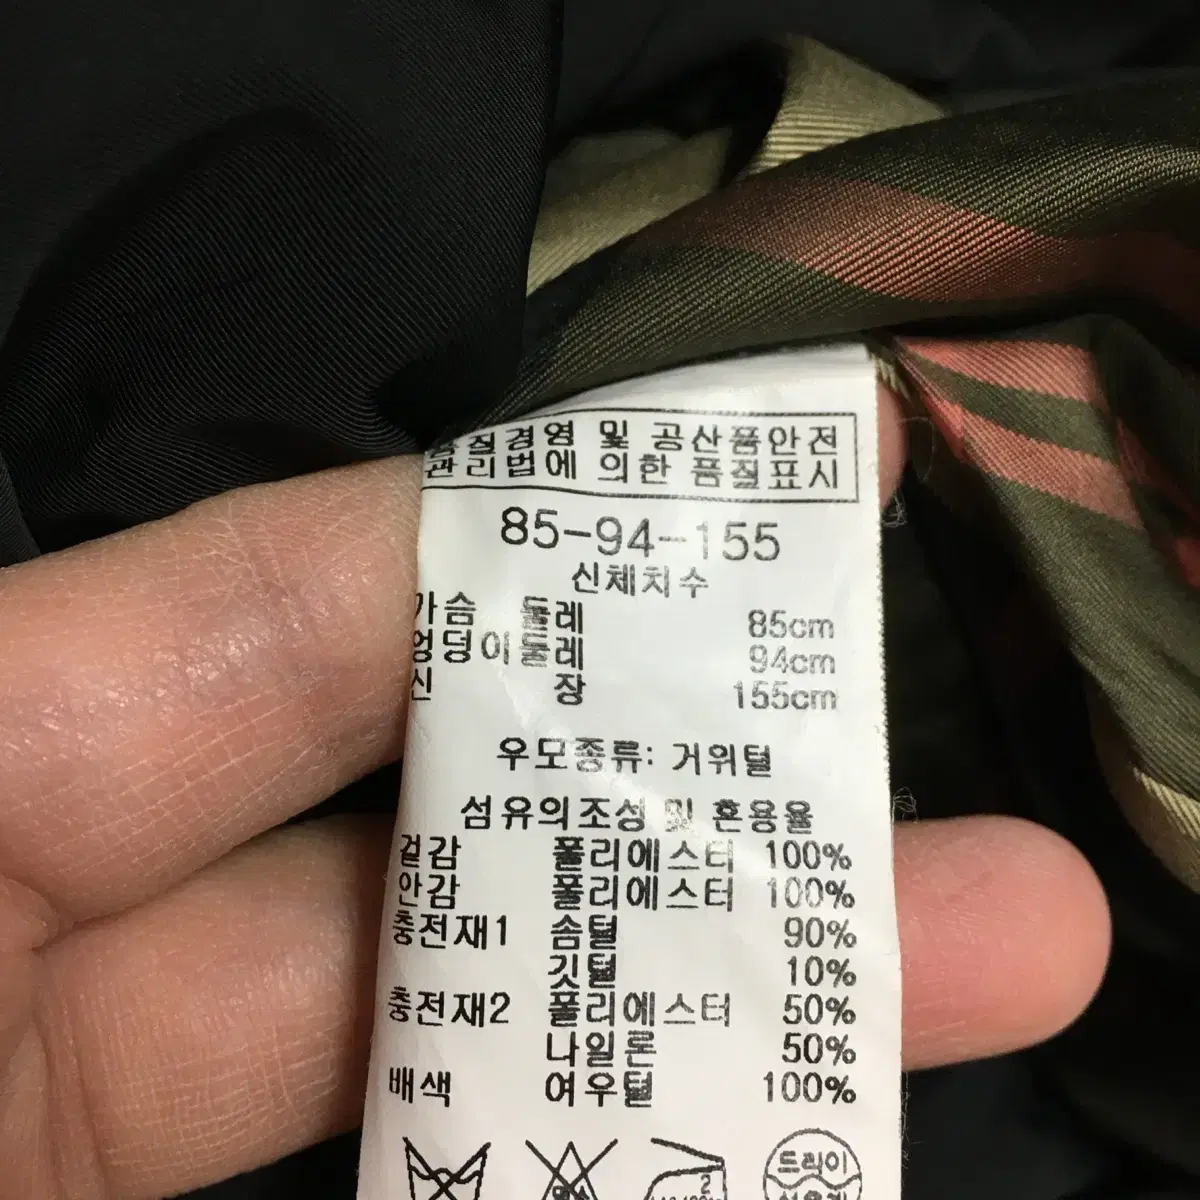 품질경영 및 공산품안전
관리법에 의한 품질표시
85-94-155
신체치수
가슴 둘레 85cm
엉덩이둘레 94cm
신 장 155cm
우모종류: 거위털
섬유의조성 및 혼용율
겉감 폴리에스터 100%
안감 폴리에스터 100%
충전재1 솜털 90%
깃털 10%
충전재2 폴리에스터 50%
나일론 50%
배색 여우털 100%
2 드라이